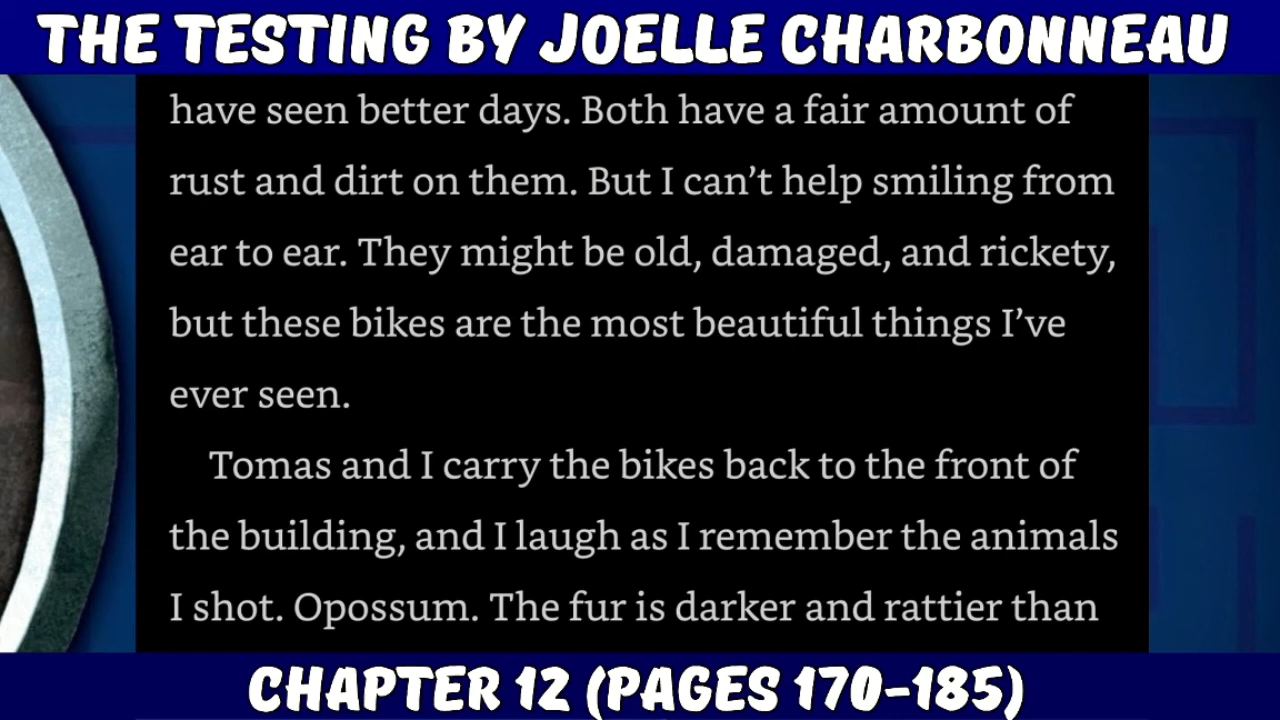 THE TESTING BY JOELLE CHARBONNEAU
have seen better days. Both have a fair amount of
rust and dirt on them. But I can’t help smiling from
ear to ear. They might be old, damaged, and rickety,
but these bikes are the most beautiful things I’ve
ever seen.
Tomas and I carry the bikes back to the front of
the building, and I laugh as I remember the animals
I shot. Opossum. The fur is darker and rattier than
CHAPTER 12 (PAGES 170-185)